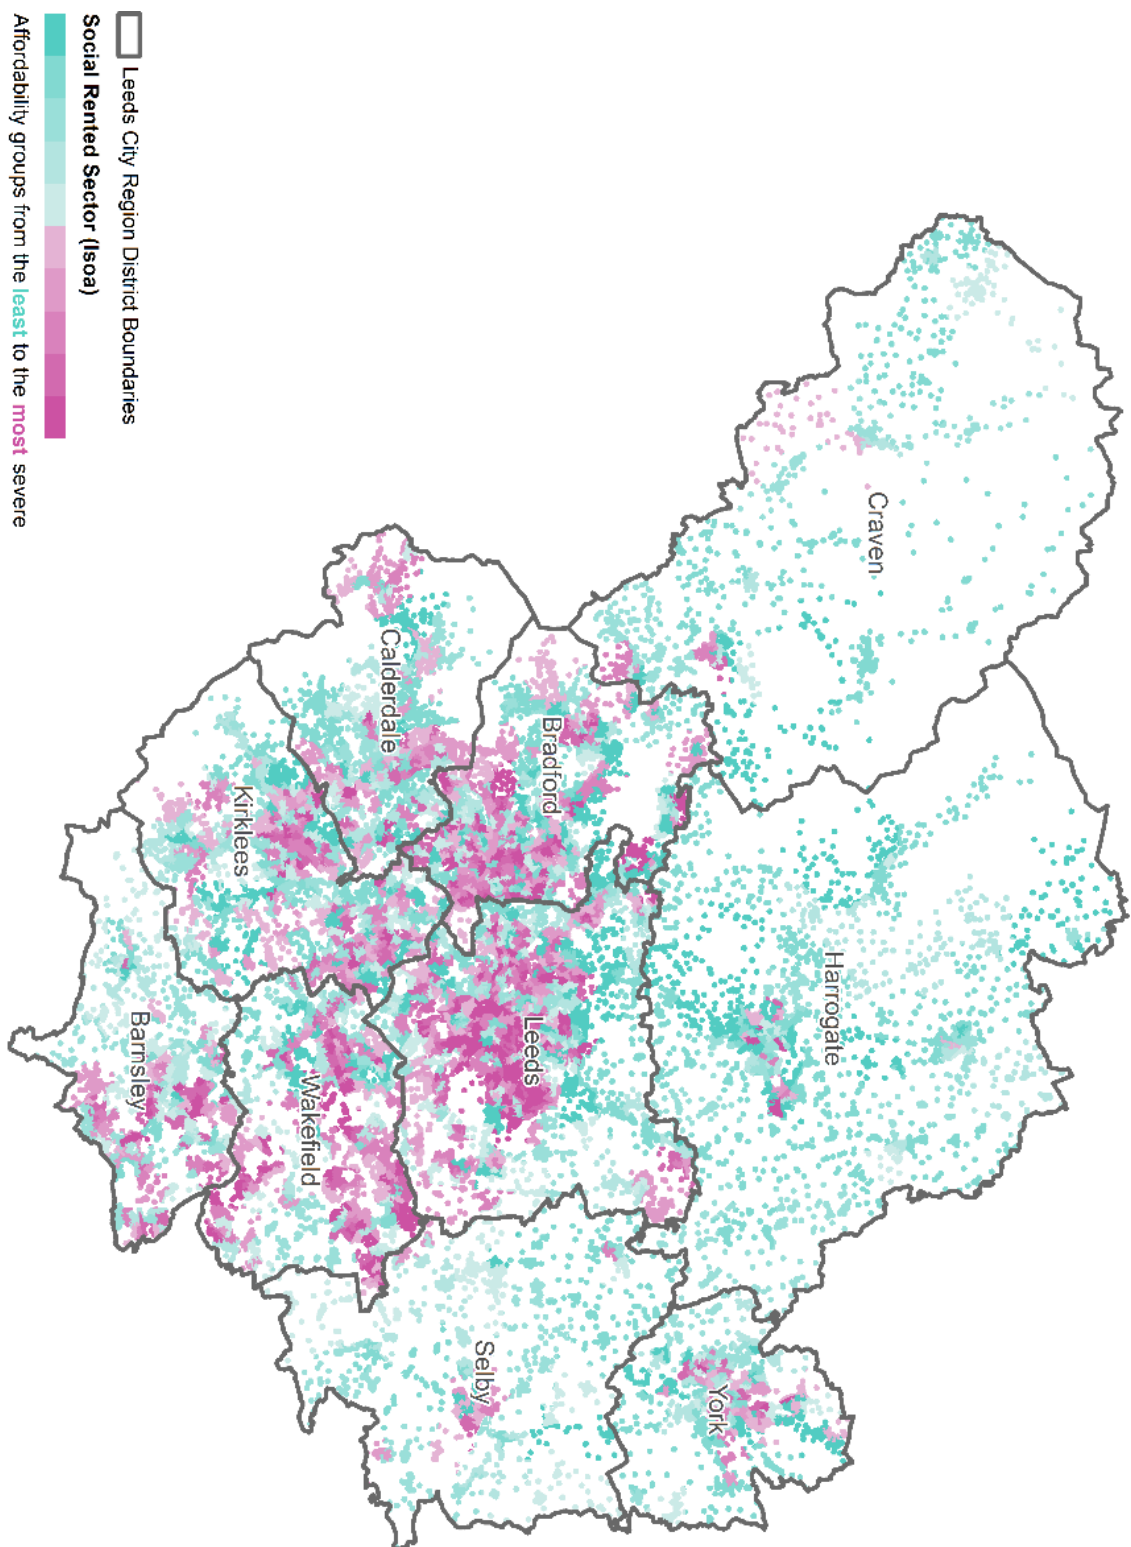 Craven
Harrogate
York
Bradford
Leeds
Selby
Calderdale
Kirklees
Wakefield
Barnsley
Leeds City Region District Boundaries
Social Rented Sector (lsoa)
Affordability groups from the least to the most severe